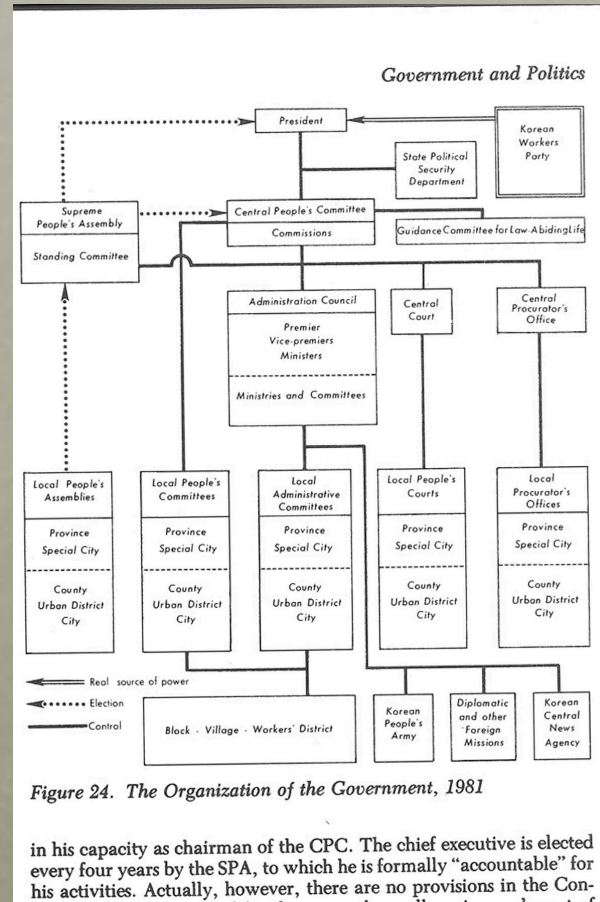 Government and Politics
President
Korean
Workers
Party
State Political
Security
Department
Supreme
People's Assembly
Standing Committee
Central People's Committee
Commissions
Guidance Committee for Law-Abiding Life
Administration Council
Premier
Vice-premiers
Ministers
Ministries and Committees
Central
Court
Central
Procurator's
Office
Local People's
Assemblies
Province
Special City
County
Urban District
City
Local People's
Committees
Province
Special City
County
Urban District
City
Local
Administrative
Committees
Province
Special City
County
Urban District
City
Local People's
Courts
Province
Special City
County
Urban District
City
Local
Procurator's
Offices
Province
Special City
County
Urban District
City
Real source of power
Election
Control
Block - Village - Workers' District
Korean
People's
Army
Diplomatic
and other
Foreign
Missions
Korean
Central
News
Agency
Figure 24. The Organization of the Government, 1981
in his capacity as chairman of the CPC. The chief executive is elected
every four years by the SPA, to which he is formally “accountable” for
his activities. Actually, however, there are no provisions in the Con-